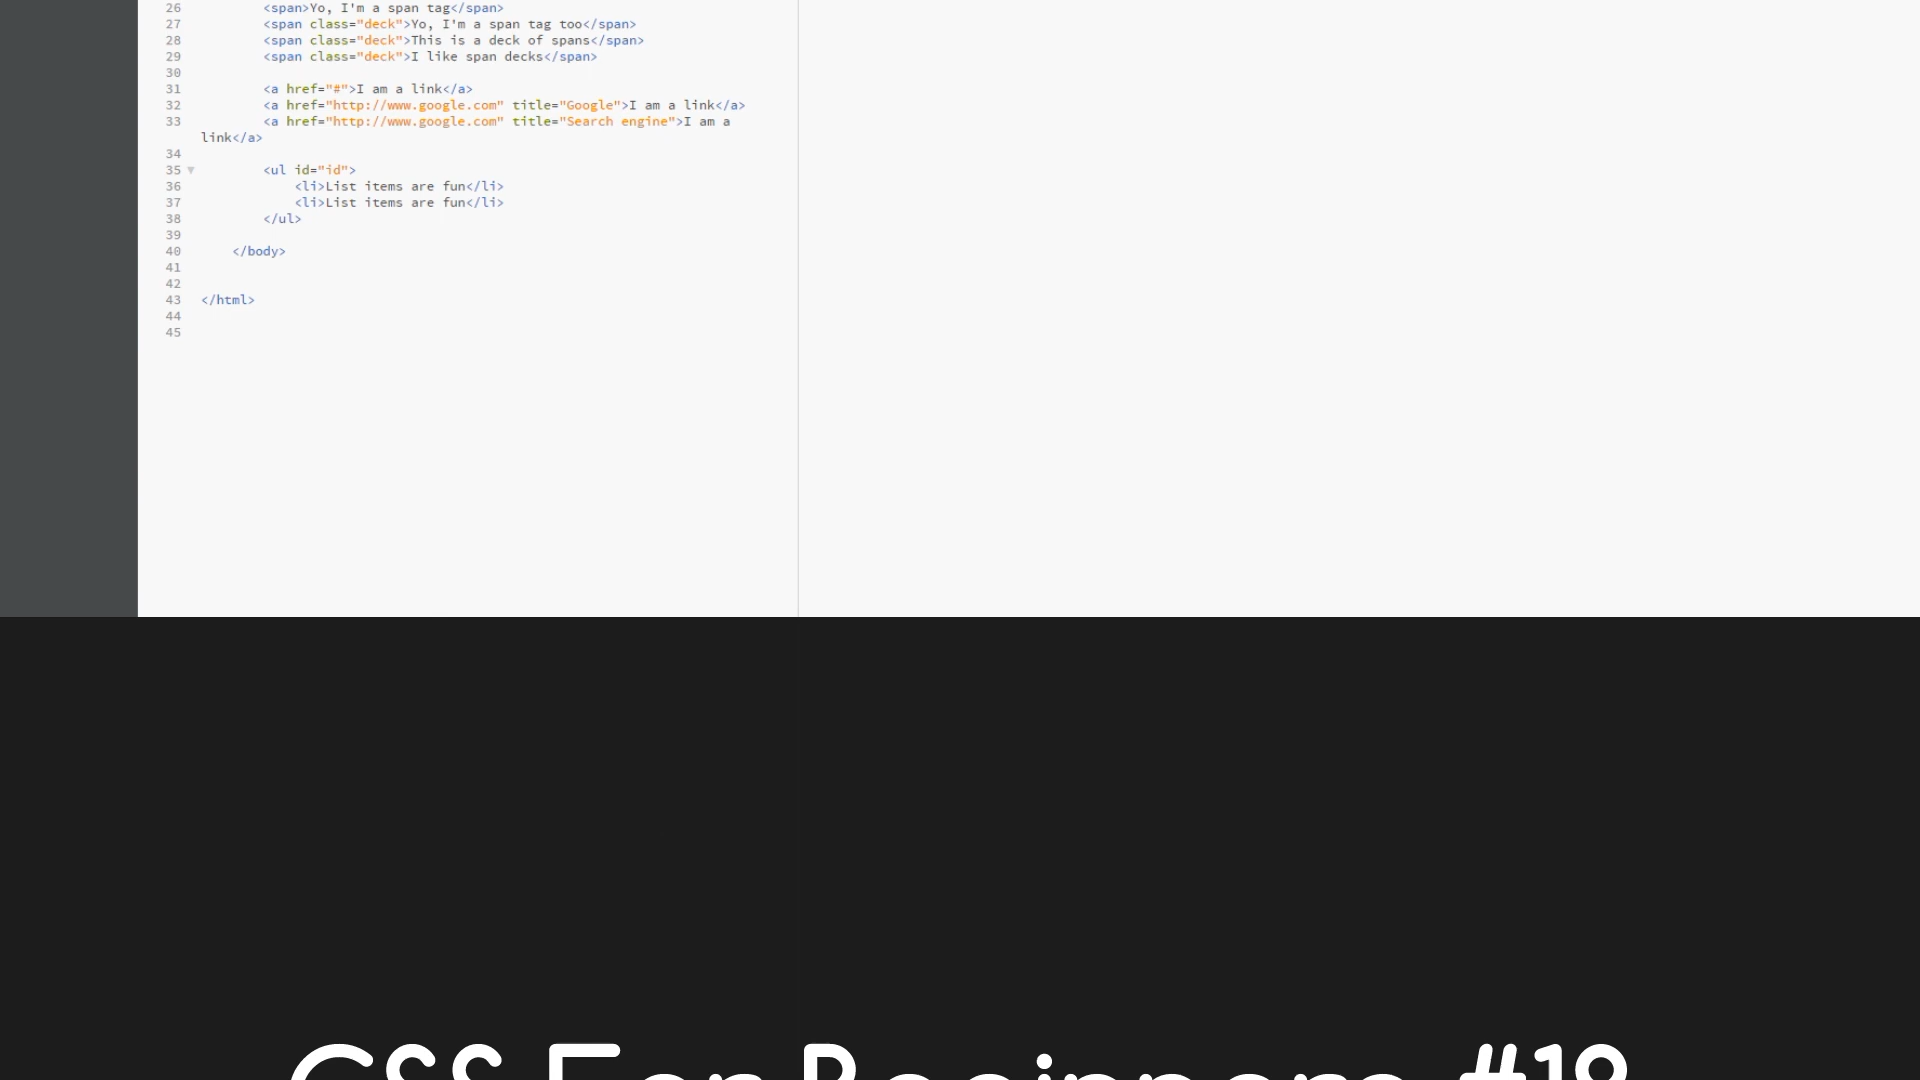 26 <span>Yo, I'm a span tag</span>
27 <span class="deck">Yo, I'm a span tag too</span>
28 <span class="deck">This is a deck of spans</span>
29 <span class="deck">I like span decks</span>
30
31 <a href="#">I am a link</a>
32 <a href="http://www.google.com" title="Google">I am a link</a>
33 <a href="http://www.google.com" title="Search engine">I am a
link</a>
34
35 <ul id="id">
36 <li>List items are fun</li>
37 <li>List items are fun</li>
38 </ul>
39
40 </body>
41
42
43 </html>
44
45
CSS For Beginners